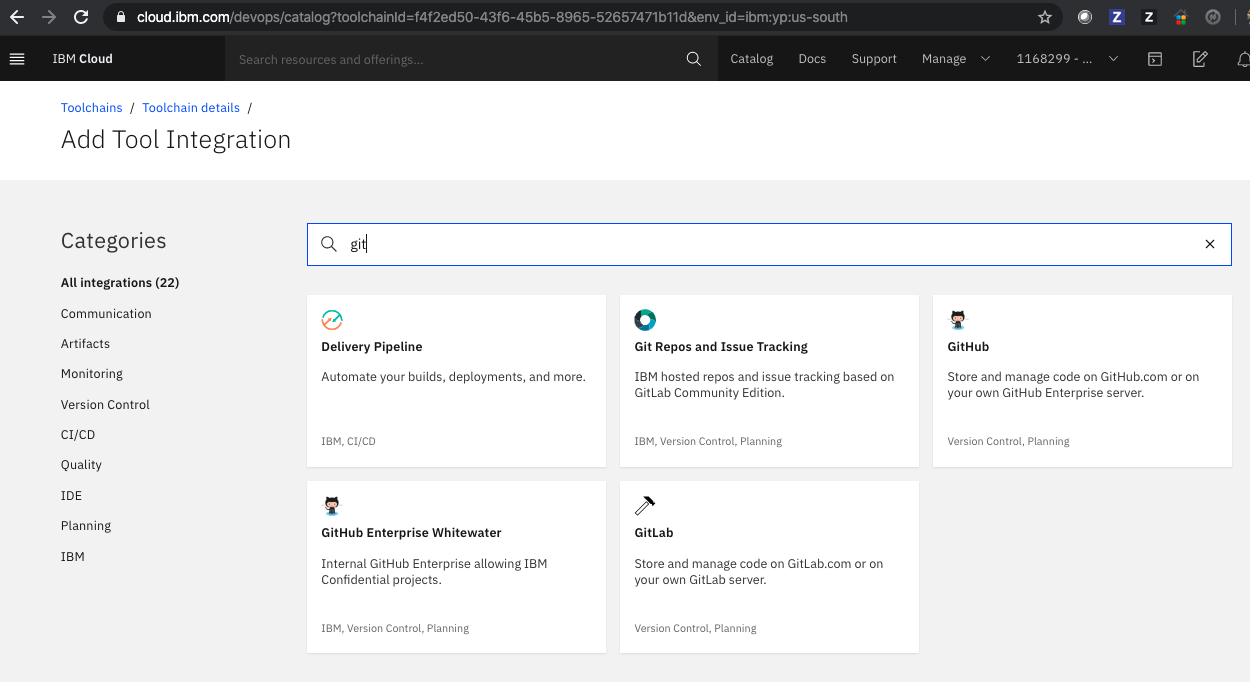 cloud.ibm.com/devops/catalog?toolchainId=f4f2ed50-43f6-45b5-8965-52657471b11d&env_id=ibm:yp:us-south
Z
Z
IBM Cloud
Search resources and offerings...
Catalog
Docs
Support
Manage
1168299 - ...
Toolchains / Toolchain details /
Add Tool Integration
Categories
All integrations (22)
Communication
Artifacts
Monitoring
Version Control
CI/CD
Quality
IDE
Planning
IBM
git
Delivery Pipeline
Automate your builds, deployments, and more.
IBM, CI/CD
Git Repos and Issue Tracking
IBM hosted repos and issue tracking based on
GitLab Community Edition.
IBM, Version Control, Planning
GitHub
Store and manage code on GitHub.com or on
your own GitHub Enterprise server.
Version Control, Planning
GitHub Enterprise Whitewater
Internal GitHub Enterprise allowing IBM
Confidential projects.
IBM, Version Control, Planning
GitLab
Store and manage code on GitLab.com or on
your own GitLab server.
Version Control, Planning